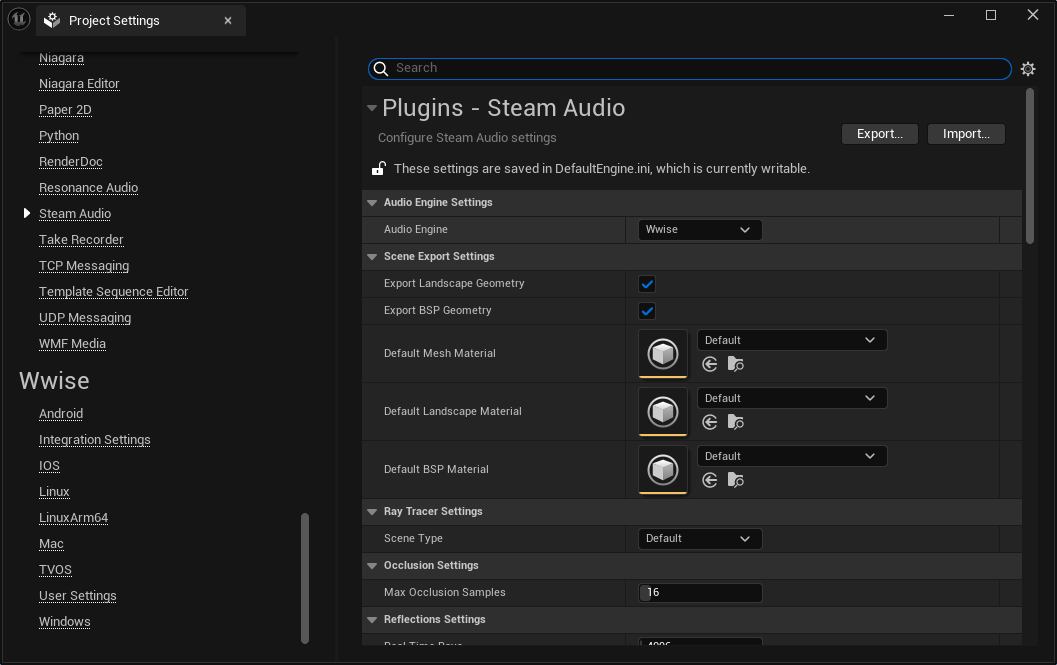 Project Settings
Niagara
Niagara Editor
Paper 2D
Python
RenderDoc
Resonance Audio
Steam Audio
Take Recorder
TCP Messaging
Template Sequence Editor
UDP Messaging
WMF Media
Wwise
Android
Integration Settings
IOS
Linux
LinuxArm64
Mac
TVOS
User Settings
Windows
Search
Plugins - Steam Audio
Configure Steam Audio settings
Export...
Import...
These settings are saved in DefaultEngine.ini, which is currently writable.
Audio Engine Settings
Audio Engine
Wwise
Scene Export Settings
Export Landscape Geometry
Export BSP Geometry
Default Mesh Material
Default
Default Landscape Material
Default
Default BSP Material
Default
Ray Tracer Settings
Scene Type
Default
Occlusion Settings
Max Occlusion Samples
16
Reflections Settings
Real Time Rays
4096